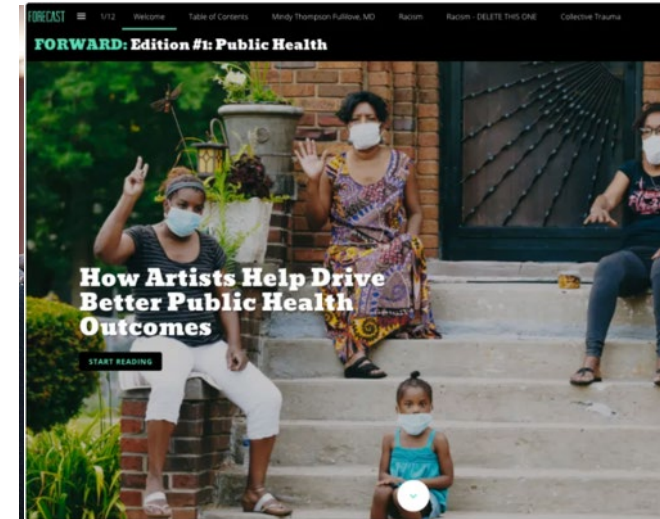 FORECAST 1/12 Welcome Table of Contents Mindy Thompson Fullilove, MD Racism Racism - DELETE THIS ONE Collective Trauma
FORWARD: Edition #1: Public Health
How Artists Help Drive
Better Public Health
Outcomes
START READING